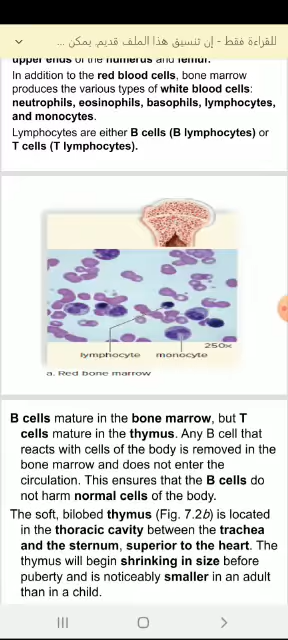 للقراءة فقط - إن تنسيق هذا الملف قديم. يمكن ...
upper ends of the humerus and femur.
In addition to the red blood cells, bone marrow
produces the various types of white blood cells:
neutrophils, eosinophils, basophils, lymphocytes,
and monocytes.
Lymphocytes are either B cells (B lymphocytes) or
T cells (T lymphocytes).
250x
lymphocyte monocyte
a. Red bone marrow
B cells mature in the bone marrow, but T
cells mature in the thymus. Any B cell that
reacts with cells of the body is removed in the
bone marrow and does not enter the
circulation. This ensures that the B cells do
not harm normal cells of the body.
The soft, bilobed thymus (Fig. 7.2b) is located
in the thoracic cavity between the trachea
and the sternum, superior to the heart. The
thymus will begin shrinking in size before
puberty and is noticeably smaller in an adult
than in a child.